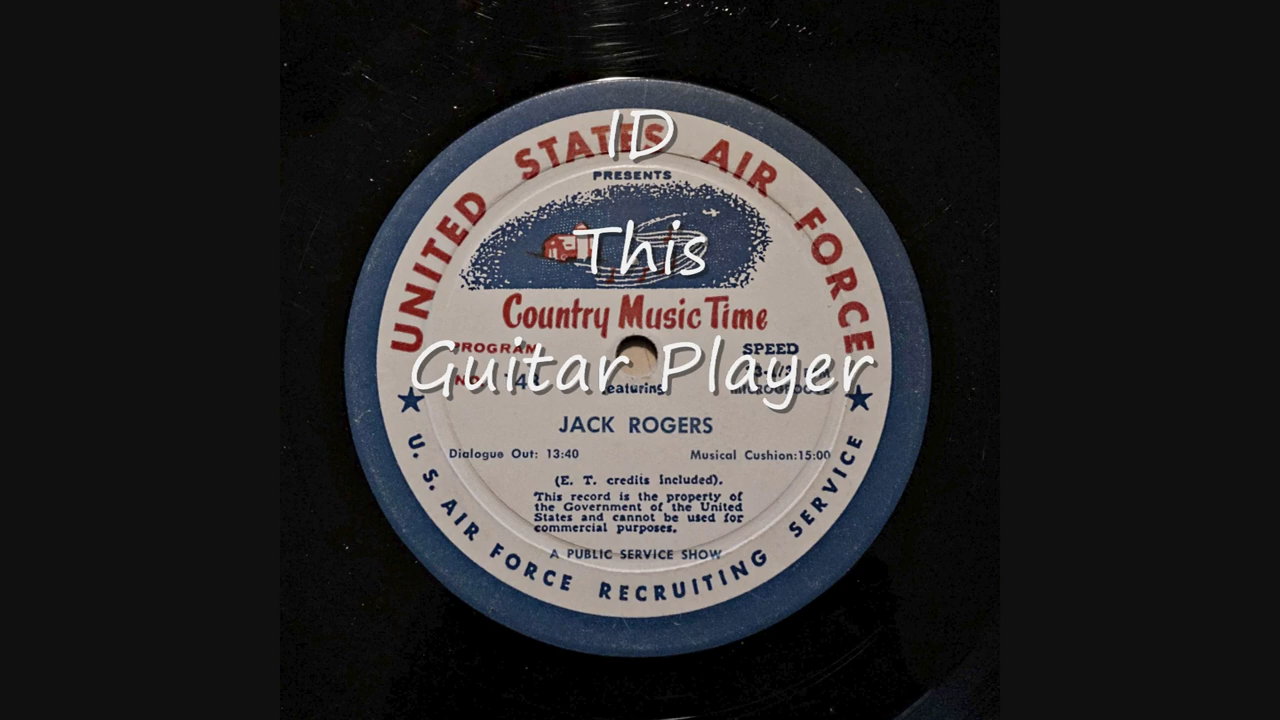 UNITED STATES AIR FORCE
PRESENTS
Country Music Time
PROGRAM
SPEED
featuring
JACK ROGERS
Dialogue Out: 13:40
Musical Cushion:15:00
(E. T. credits included).
This record is the property of
the Government of the United
States and cannot be used for
commercial purposes.
A PUBLIC SERVICE SHOW
U. S. AIR FORCE RECRUITING SERVICE
ID
This
Guitar Player